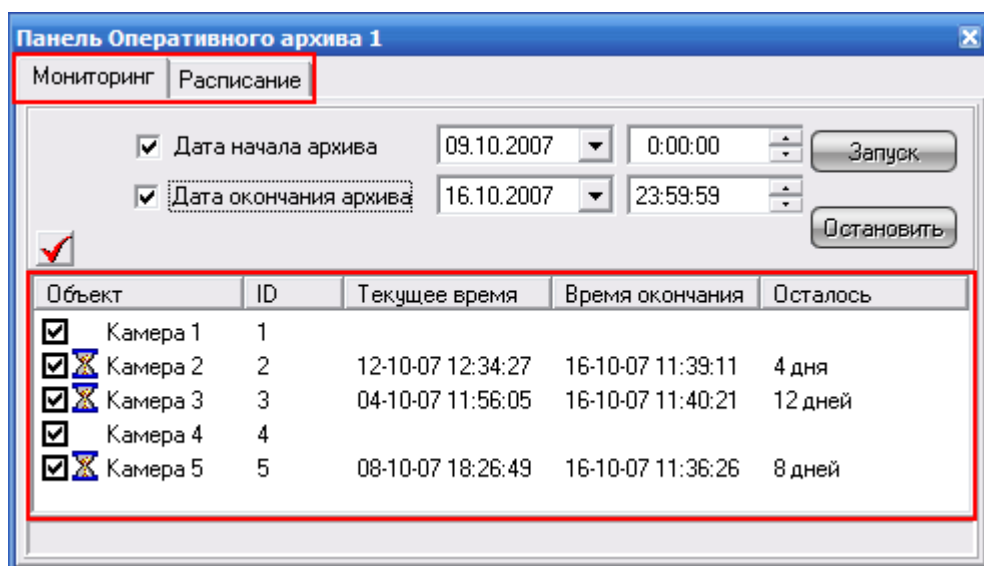 Панель Оперативного архива 1
Мониторинг Расписание
Дата начала архива 09.10.2007 0:00:00 Запуск
Дата окончания архива 16.10.2007 23:59:59
Остановить
Объект ID Текущее время Время окончания Осталось
Камера 1 1
Камера 2 2 12-10-07 12:34:27 16-10-07 11:39:11 4 дня
Камера 3 3 04-10-07 11:56:05 16-10-07 11:40:21 12 дней
Камера 4 4
Камера 5 5 08-10-07 18:26:49 16-10-07 11:36:26 8 дней